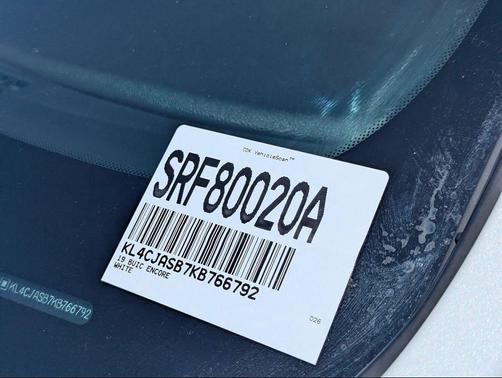 CDK VehicleScan™
SRF80020A
KL4CJASB7KB766792
19 BUIC ENCORE
WHITE
026
KL4CJASB7KB766792